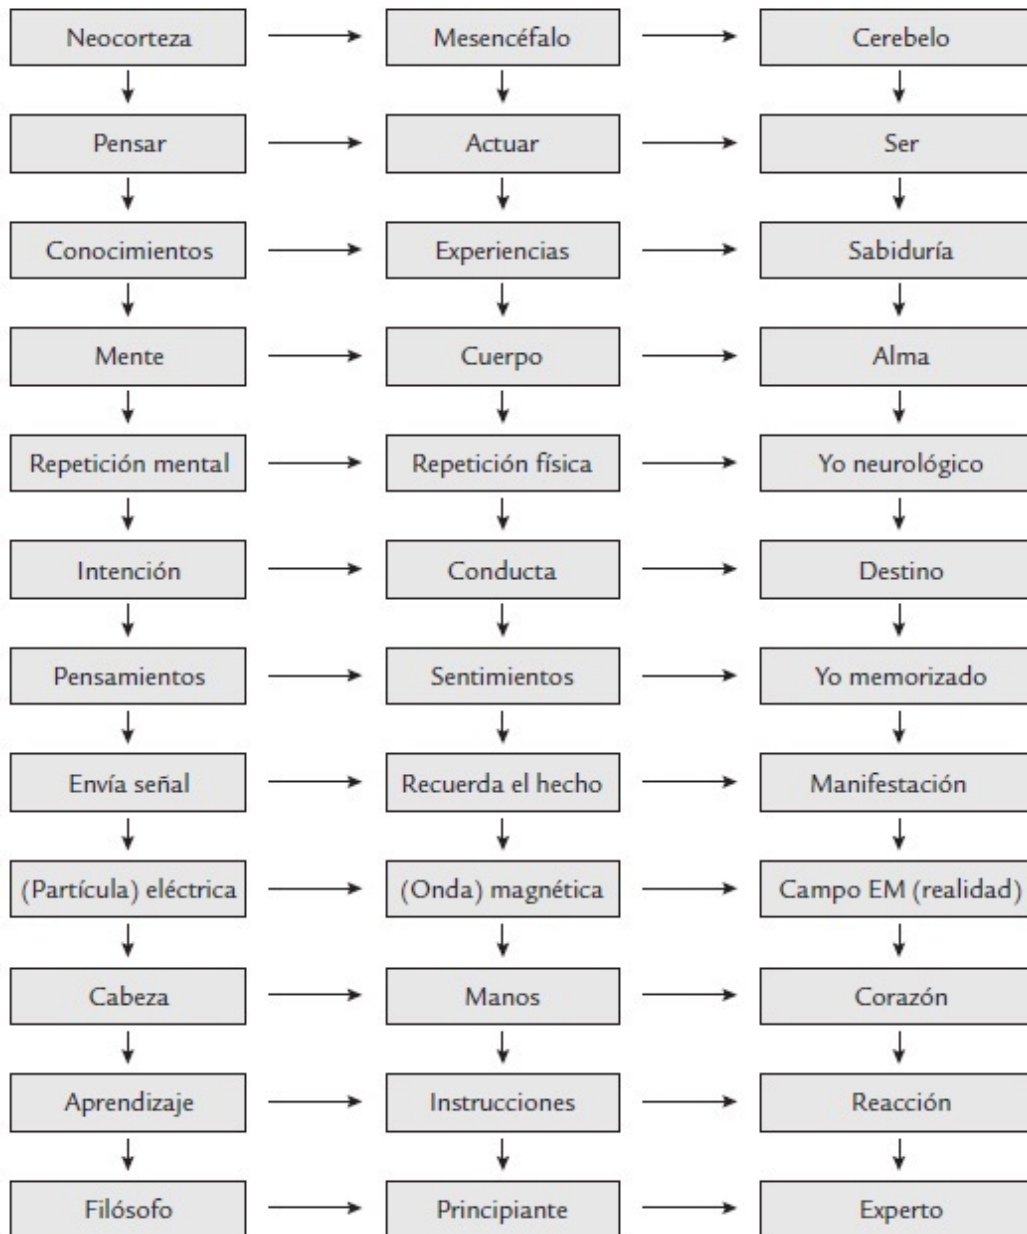 Neocorteza Mesencéfalo Cerebelo
Pensar Actuar Ser
Conocimientos Experiencias Sabiduría
Mente Cuerpo Alma
Repetición mental Repetición física Yo neurológico
Intención Conducta Destino
Pensamientos Sentimientos Yo memorizado
Envía señal Recuerda el hecho Manifestación
(Partícula) eléctrica (Onda) magnética Campo EM (realidad)
Cabeza Manos Corazón
Aprendizaje Instrucciones Reacción
Filósofo Principiante Experto